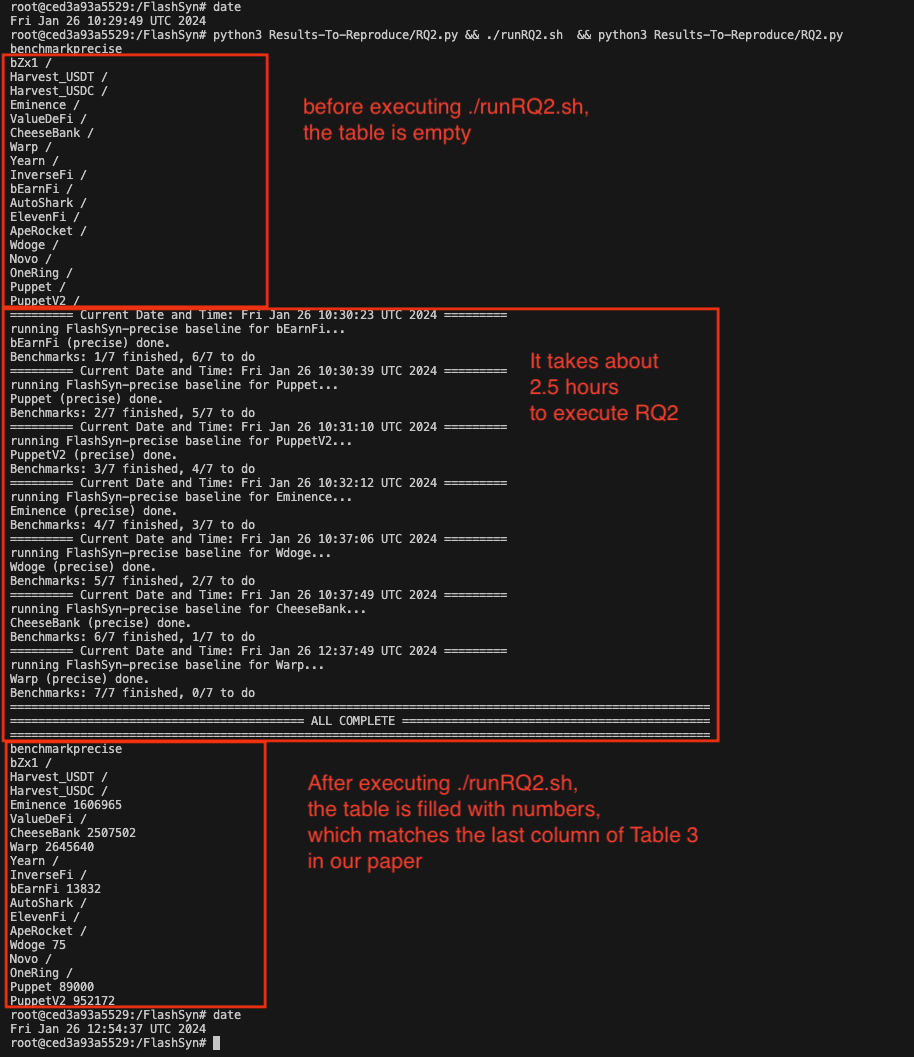 root@ced3a93a5529:/FlashSyn# date
Fri Jan 26 10:29:49 UTC 2024
root@ced3a93a5529:/FlashSyn# python3 Results-To-Reproduce/RQ2.py && ./runRQ2.sh  && python3 Results-To-Reproduce/RQ2.py
benchmarkprecise
bZx1 /
Harvest_USDT /
Harvest_USDC /
Eminence /
ValueDeFi /
CheeseBank /
Warp /
Yearn /
InverseFi /
bEarnFi /
AutoShark /
ElevenFi /
ApeRocket /
Wdoge /
Novo /
OneRing /
Puppet /
PuppetV2 /
before executing ./runRQ2.sh,
the table is empty
========= Current Date and Time: Fri Jan 26 10:30:23 UTC 2024 =========
running FlashSyn-precise baseline for bEarnFi...
bEarnFi (precise) done.
Benchmarks: 1/7 finished, 6/7 to do
========= Current Date and Time: Fri Jan 26 10:30:39 UTC 2024 =========
running FlashSyn-precise baseline for Puppet...
Puppet (precise) done.
Benchmarks: 2/7 finished, 5/7 to do
========= Current Date and Time: Fri Jan 26 10:31:10 UTC 2024 =========
running FlashSyn-precise baseline for PuppetV2...
PuppetV2 (precise) done.
Benchmarks: 3/7 finished, 4/7 to do
========= Current Date and Time: Fri Jan 26 10:32:12 UTC 2024 =========
running FlashSyn-precise baseline for Eminence...
Eminence (precise) done.
Benchmarks: 4/7 finished, 3/7 to do
========= Current Date and Time: Fri Jan 26 10:37:06 UTC 2024 =========
running FlashSyn-precise baseline for Wdoge...
Wdoge (precise) done.
Benchmarks: 5/7 finished, 2/7 to do
========= Current Date and Time: Fri Jan 26 10:37:49 UTC 2024 =========
running FlashSyn-precise baseline for CheeseBank...
CheeseBank (precise) done.
Benchmarks: 6/7 finished, 1/7 to do
========= Current Date and Time: Fri Jan 26 12:37:49 UTC 2024 =========
running FlashSyn-precise baseline for Warp...
Warp (precise) done.
Benchmarks: 7/7 finished, 0/7 to do
====================================================================================================
========================================== ALL COMPLETE ============================================
====================================================================================================
It takes about
2.5 hours
to execute RQ2
benchmarkprecise
bZx1 /
Harvest_USDT /
Harvest_USDC /
Eminence 1606965
ValueDeFi /
CheeseBank 2507502
Warp 2645640
Yearn /
InverseFi /
bEarnFi 13832
AutoShark /
ElevenFi /
ApeRocket /
Wdoge 75
Novo /
OneRing /
Puppet 89000
PuppetV2 952172
After executing ./runRQ2.sh,
the table is filled with numbers,
which matches the last column of Table 3
in our paper
root@ced3a93a5529:/FlashSyn# date
Fri Jan 26 12:54:37 UTC 2024
root@ced3a93a5529:/FlashSyn#